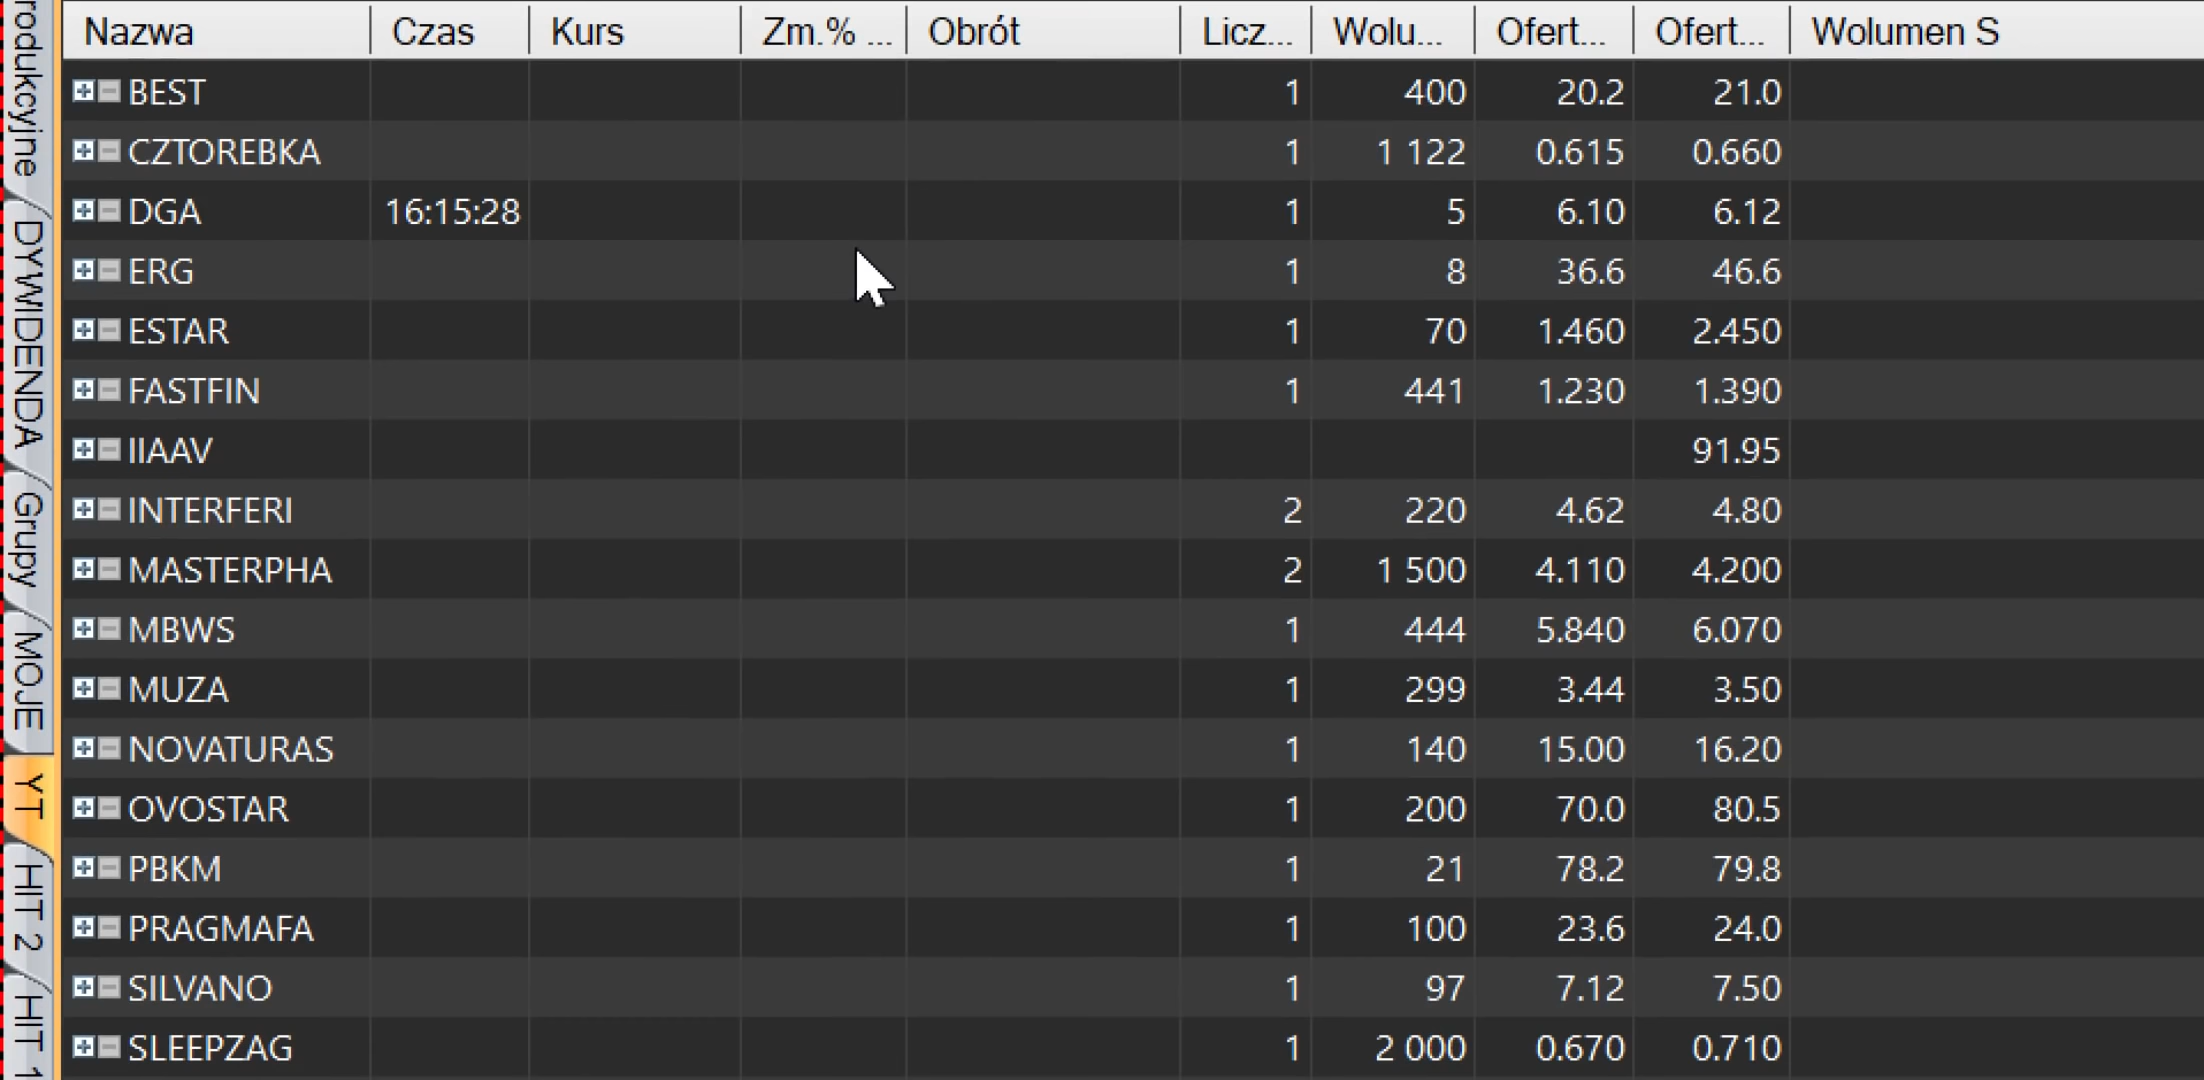 Nazwa Czas Kurs Zm.% ... Obrót Licz... Wolu... Ofert... Ofert... Wolumen S
BEST 1 400 20.2 21.0
CZTOREBKA 1 1 122 0.615 0.660
DGA 16:15:28 1 5 6.10 6.12
ERG 1 8 36.6 46.6
ESTAR 1 70 1.460 2.450
FASTFIN 1 441 1.230 1.390
IIAAV 91.95
INTERFERI 2 220 4.62 4.80
MASTERPHA 2 1 500 4.110 4.200
MBWS 1 444 5.840 6.070
MUZA 1 299 3.44 3.50
NOVATURAS 1 140 15.00 16.20
OVOSTAR 1 200 70.0 80.5
PBKM 1 21 78.2 79.8
PRAGMAFA 1 100 23.6 24.0
SILVANO 1 97 7.12 7.50
SLEEPZAG 1 2 000 0.670 0.710
rodukcyjne
DYWIDENDA
Grupy
MOJE
YT
HIT 2
HIT 1